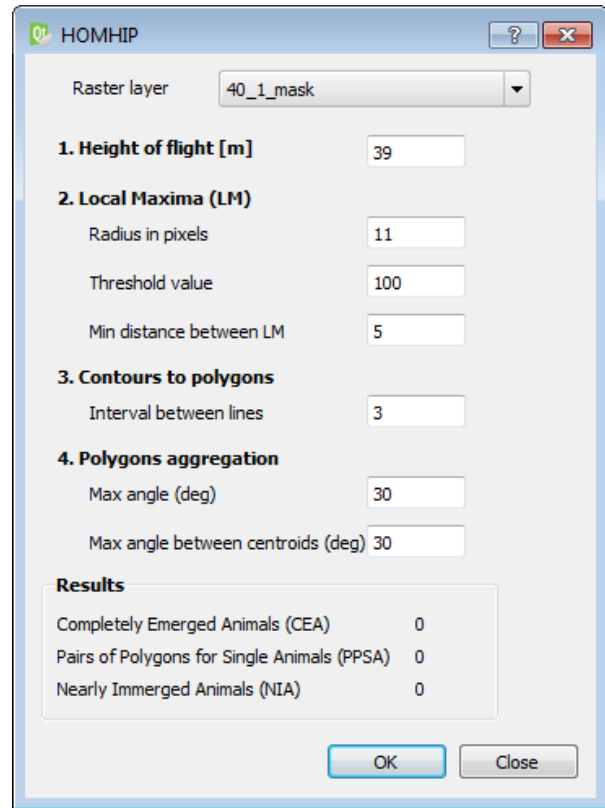 Qt HOMHIP ?
Raster layer 40_1_mask
1. Height of flight [m] 39
2. Local Maxima (LM)
Radius in pixels 11
Threshold value 100
Min distance between LM 5
3. Contours to polygons
Interval between lines 3
4. Polygons aggregation
Max angle (deg) 30
Max angle between centroids (deg) 30
Results
Completely Emerged Animals (CEA) 0
Pairs of Polygons for Single Animals (PPSA) 0
Nearly Immerged Animals (NIA) 0
OK Close